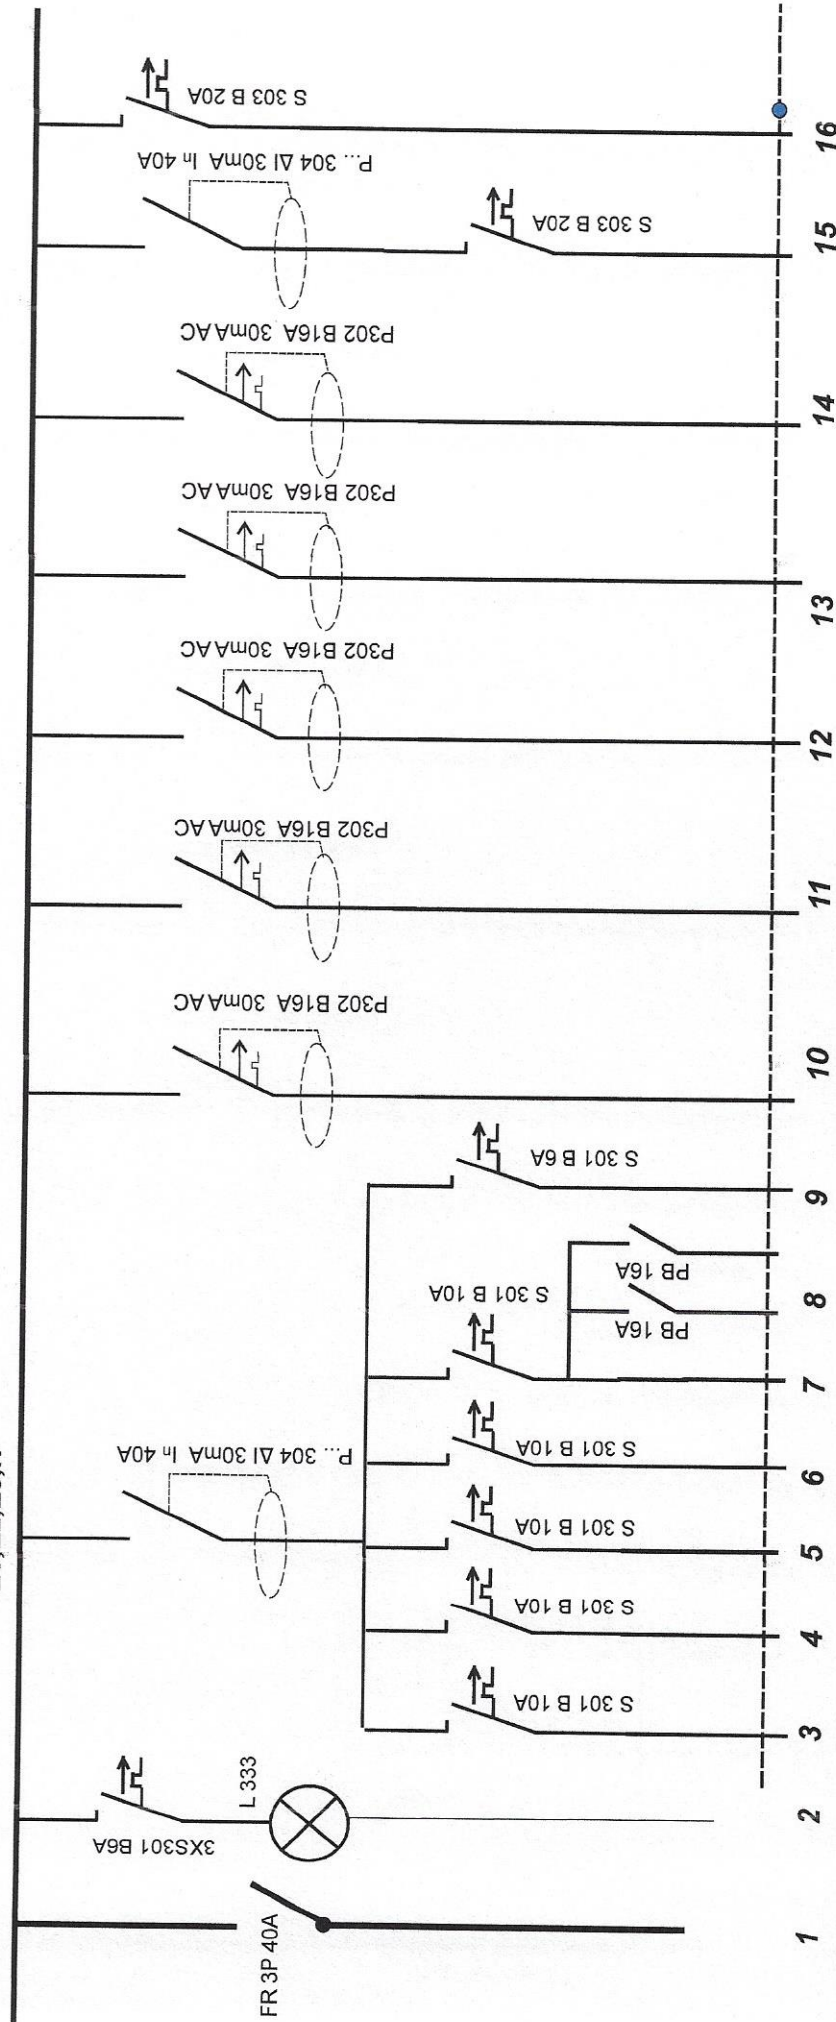 FR 3P 40A
3XS301 B6A
L 333
P... 304 ΔI 30mA In 40A
S 301 B 10A
S 301 B 10A
S 301 B 10A
S 301 B 10A
S 301 B 10A
PB 16A
PB 16A
S 301 B 6A
P302 B16A 30mA AC
P302 B16A 30mA AC
P302 B16A 30mA AC
P302 B16A 30mA AC
P302 B16A 30mA AC
P... 304 ΔI 30mA In 40A
S 303 B 20A
S 303 B 20A
1
2
3
4
5
6
7
8
9
10
11
12
13
14
15
16